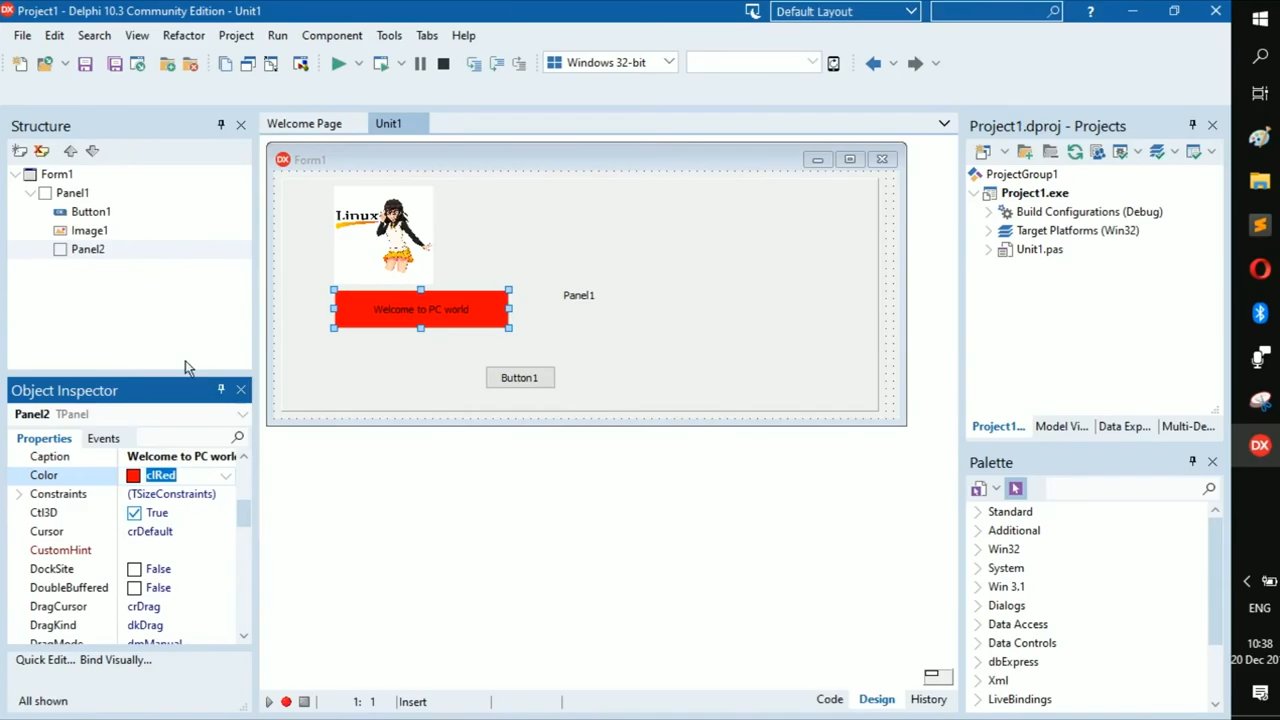 Project1 - Delphi 10.3 Community Edition - Unit1
Default Layout
?
File Edit Search View Refactor Project Run Component Tools Tabs Help
Windows 32-bit
Structure
Form1
Panel1
Button1
Image1
Panel2
Object Inspector
Panel2 TPanel
Properties Events
Caption Welcome to PC worl
Color clRed
Constraints (TSizeConstraints)
Ctl3D True
Cursor crDefault
CustomHint
DockSite False
DoubleBuffered False
DragCursor crDrag
DragKind dkDrag
DragMode dmManual
Quick Edit... Bind Visually...
All shown
Welcome Page Unit1
DX Form1
Linux
Welcome to PC world
Panel1
Button1
1: 1 Insert
Code Design History
Project1.dproj - Projects
ProjectGroup1
Project1.exe
Build Configurations (Debug)
Target Platforms (Win32)
Unit1.pas
Project1... Model Vi... Data Exp... Multi-De...
Palette
Standard
Additional
Win32
System
Win 3.1
Dialogs
Data Access
Data Controls
dbExpress
Xml
LiveBindings
DX
ENG
10:38
20 Dec 201